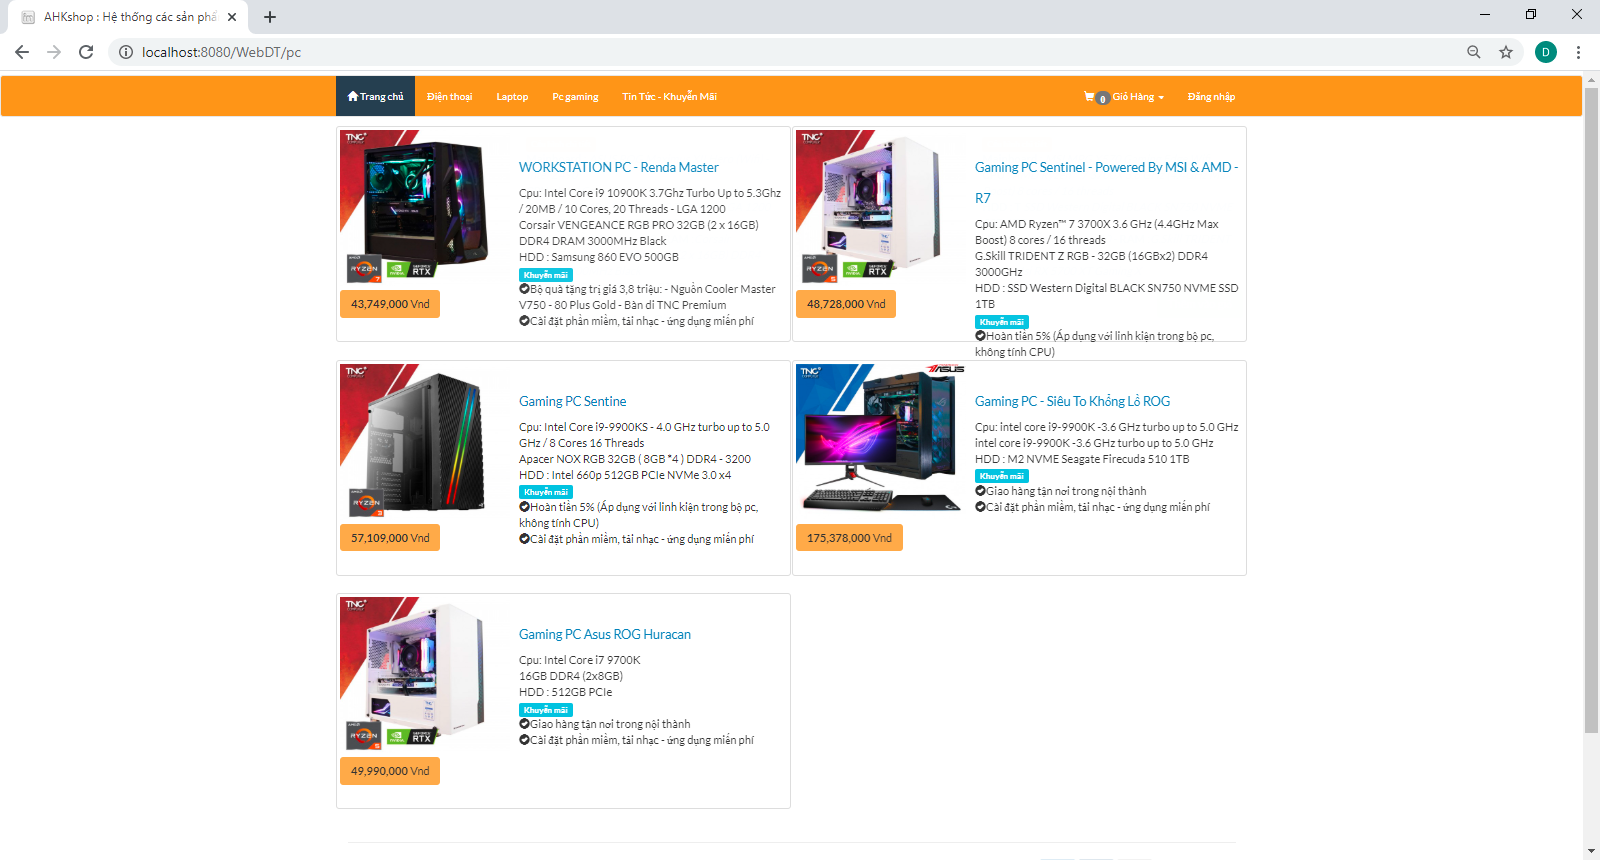 AHKshop : Hệ thống các sản phẩ
localhost:8080/WebDT/pc
D
Trang chủ
Điện thoại
Laptop
Pc gaming
Tin Tức - Khuyến Mãi
0 Giỏ Hàng
Đăng nhập
TNC
WORKSTATION PC - Renda Master
Cpu: Intel Core i9 10900K 3.7Ghz Turbo Up to 5.3Ghz
/ 20MB / 10 Cores, 20 Threads - LGA 1200
Corsair VENGEANCE RGB PRO 32GB (2 x 16GB)
DDR4 DRAM 3000MHz Black
HDD : Samsung 860 EVO 500GB
Khuyến mãi
Bộ quà tặng trị giá 3,8 triệu: - Nguồn Cooler Master
V750 - 80 Plus Gold - Bàn di TNC Premium
Cài đặt phần miềm, tải nhạc - ứng dụng miến phí
RYZEN
RTX
43,749,000 Vnd
TNC
Gaming PC Sentinel - Powered By MSI & AMD -
R7
Cpu: AMD Ryzen™ 7 3700X 3.6 GHz (4.4GHz Max
Boost) 8 cores / 16 threads
G.Skill TRIDENT Z RGB - 32GB (16GBx2) DDR4
3000GHz
HDD : SSD Western Digital BLACK SN750 NVME SSD
1TB
Khuyến mãi
Hoàn tiền 5% (Áp dụng với linh kiện trong bộ pc,
không tính CPU)
RYZEN
RTX
48,728,000 Vnd
TNC
Gaming PC Sentine
Cpu: Intel Core i9-9900KS - 4.0 GHz turbo up to 5.0
GHz / 8 Cores 16 Threads
Apacer NOX RGB 32GB ( 8GB *4 ) DDR4 - 3200
HDD : Intel 660p 512GB PCIe NVMe 3.0 x4
Khuyến mãi
Hoàn tiền 5% (Áp dụng với linh kiện trong bộ pc,
không tính CPU)
Cài đặt phần miềm, tải nhạc - ứng dụng miến phí
RYZEN
57,109,000 Vnd
TNC
ASUS
Gaming PC - Siêu To Khổng Lồ ROG
Cpu: intel core i9-9900K -3.6 GHz turbo up to 5.0 GHz
intel core i9-9900K -3.6 GHz turbo up to 5.0 GHz
HDD : M2 NVME Seagate Firecuda 510 1TB
Khuyến mãi
Giao hàng tận nơi trong nội thành
Cài đặt phần miềm, tải nhạc - ứng dụng miến phí
175,378,000 Vnd
TNC
Gaming PC Asus ROG Huracan
Cpu: Intel Core i7 9700K
16GB DDR4 (2x8GB)
HDD : 512GB PCIe
Khuyến mãi
Giao hàng tận nơi trong nội thành
Cài đặt phần miềm, tải nhạc - ứng dụng miến phí
RYZEN
RTX
49,990,000 Vnd